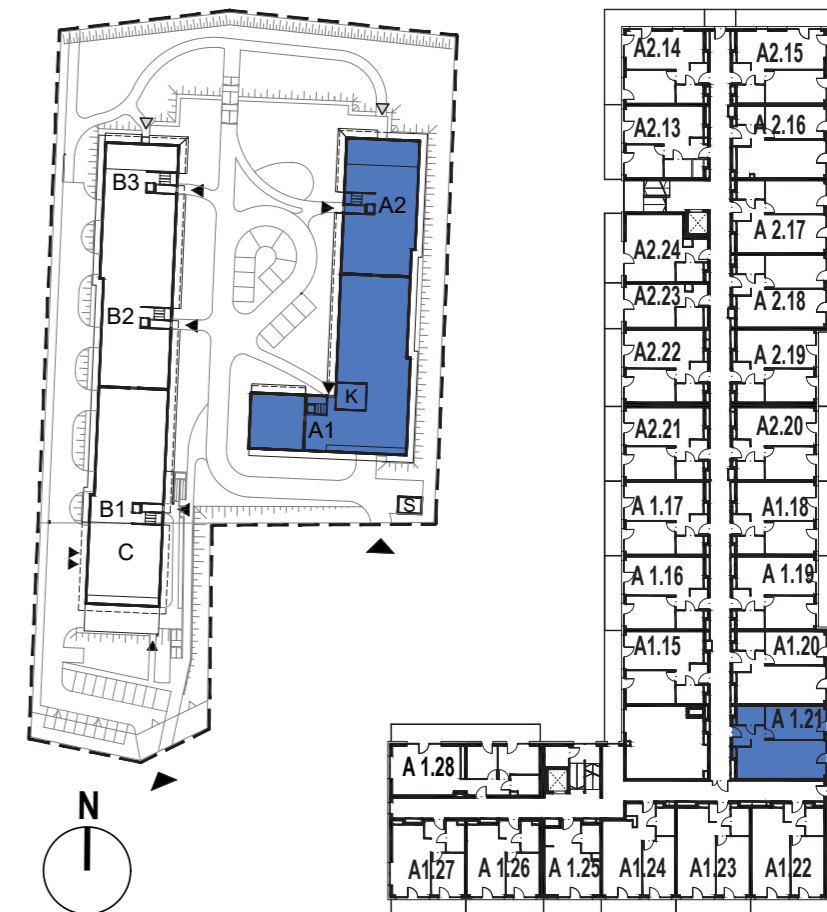 B3
A2
B2
K
A1
B1
S
C
N
A2.14
A2.15
A2.13
A 2.16
A2.24
A 2.17
A2.23
A 2.18
A2.22
A 2.19
A2.21
A2.20
A 1.17
A1.18
A 1.16
A 1.19
A1.15
A1.20
A 1.21
A 1.28
A1.27
A 1.26
A 1.25
A1.24
A1.23
A1.22